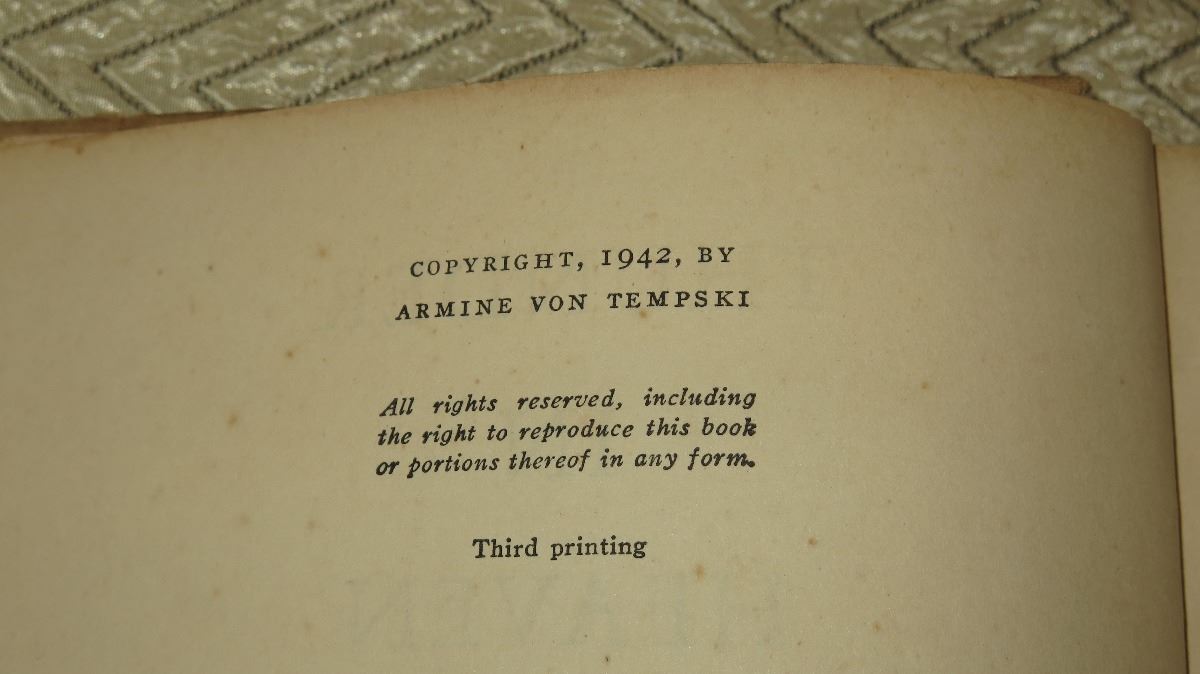 COPYRIGHT, 1942, BY
ARMINE VON TEMPSKI
All rights reserved, including
the right to reproduce this book
or portions thereof in any form.
Third printing